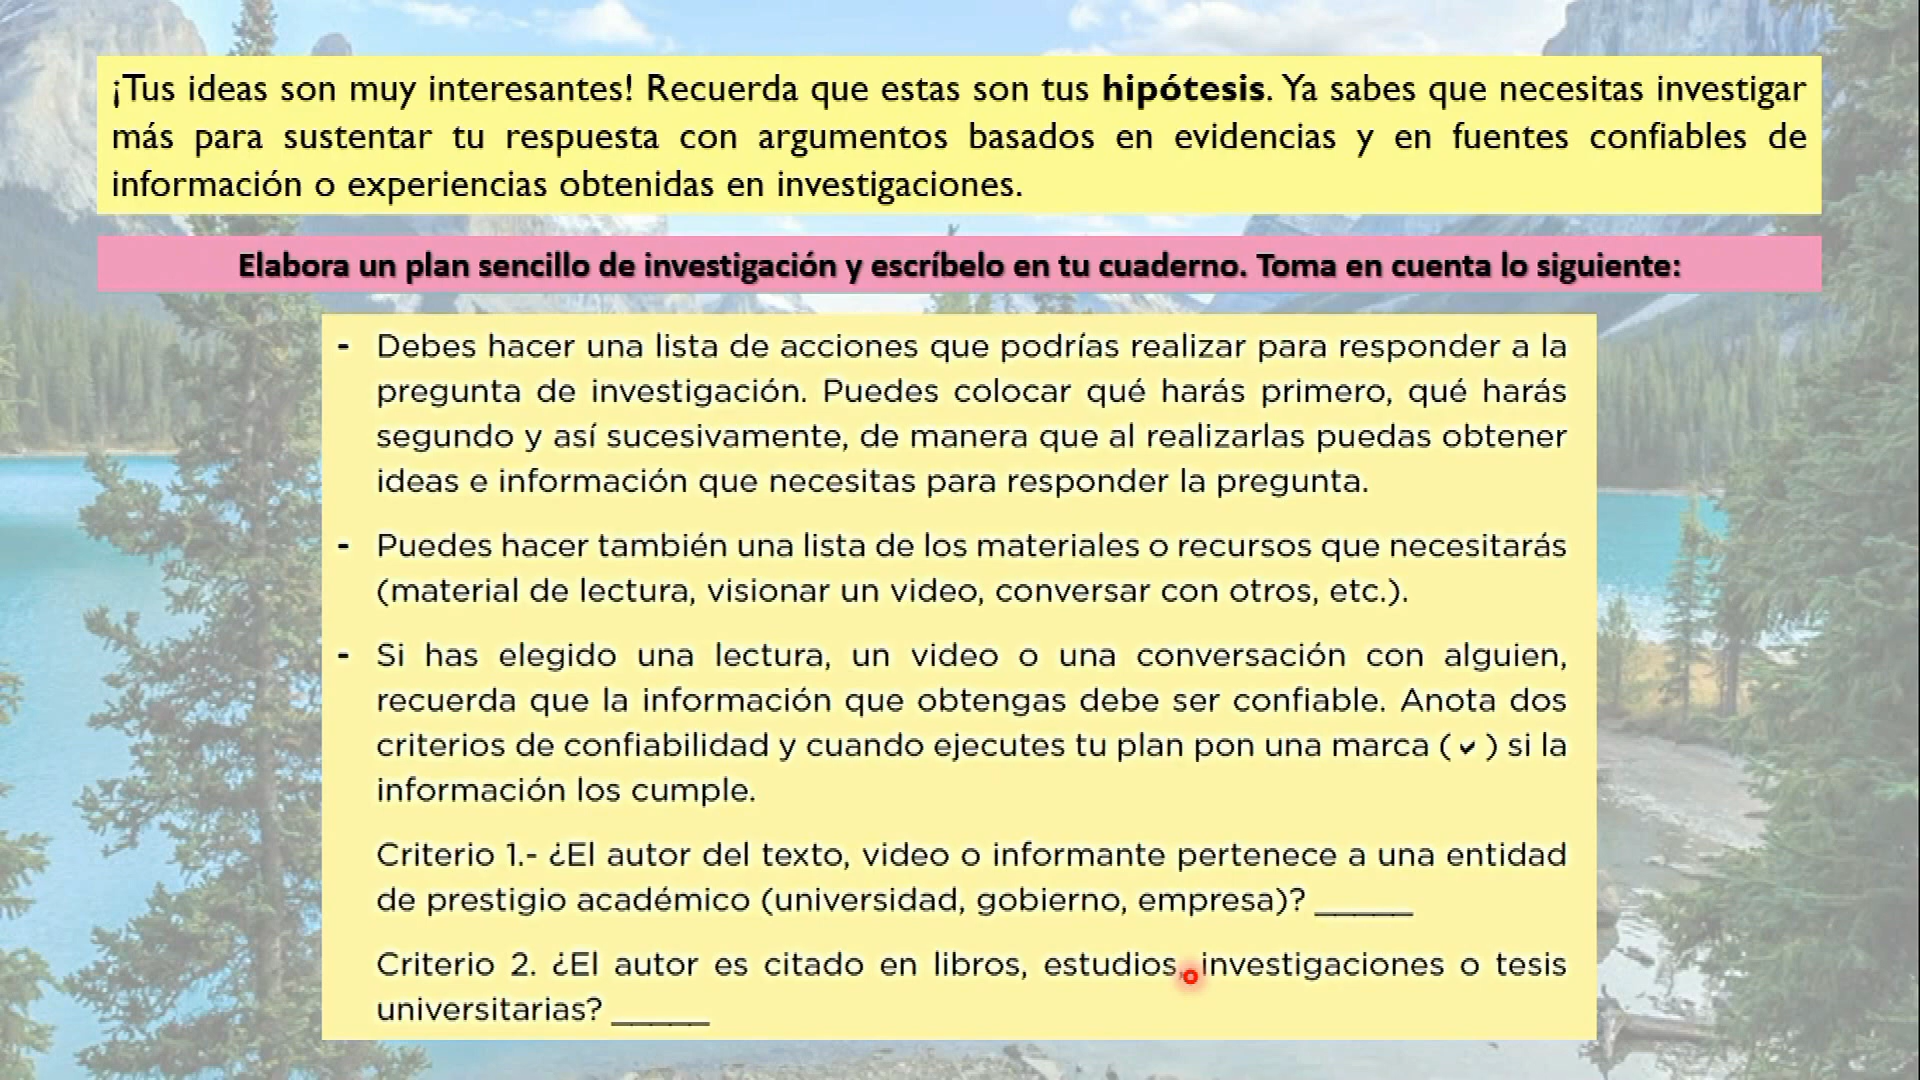 ¡Tus ideas son muy interesantes! Recuerda que estas son tus hipótesis. Ya sabes que necesitas investigar
más para sustentar tu respuesta con argumentos basados en evidencias y en fuentes confiables de
información o experiencias obtenidas en investigaciones.
Elabora un plan sencillo de investigación y escríbelo en tu cuaderno. Toma en cuenta lo siguiente:
- Debes hacer una lista de acciones que podrías realizar para responder a la
pregunta de investigación. Puedes colocar qué harás primero, qué harás
segundo y así sucesivamente, de manera que al realizarlas puedas obtener
ideas e información que necesitas para responder la pregunta.
- Puedes hacer también una lista de los materiales o recursos que necesitarás
(material de lectura, visionar un video, conversar con otros, etc.).
- Si has elegido una lectura, un video o una conversación con alguien,
recuerda que la información que obtengas debe ser confiable. Anota dos
criterios de confiabilidad y cuando ejecutes tu plan pon una marca (✓) si la
información los cumple.
Criterio 1.- ¿El autor del texto, video o informante pertenece a una entidad
de prestigio académico (universidad, gobierno, empresa)? _____
Criterio 2. ¿El autor es citado en libros, estudios, investigaciones o tesis
universitarias? _____